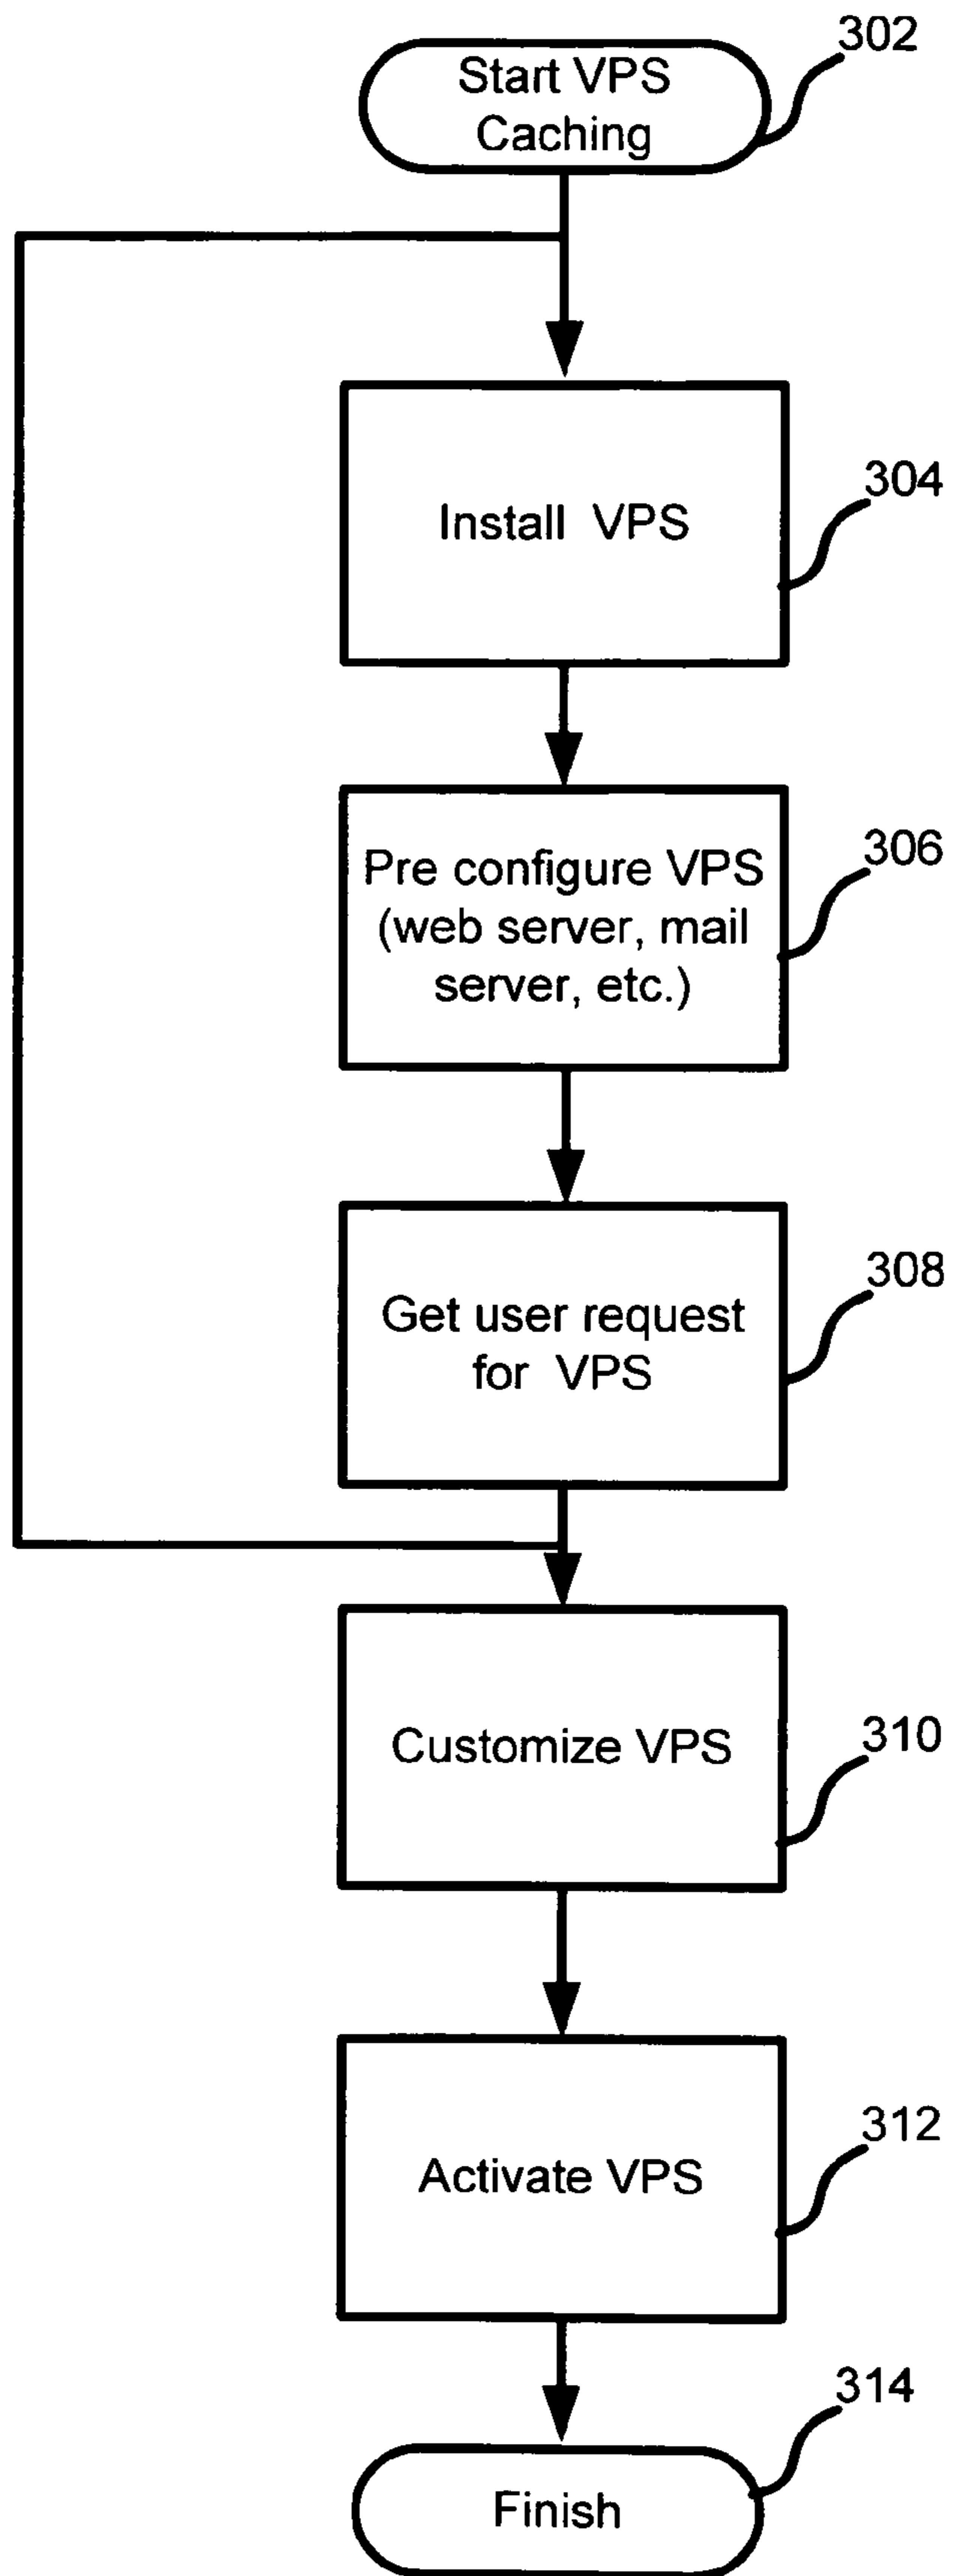 302
Start VPS
Caching
304
Install VPS
306
Pre configure VPS
(web server, mail
server, etc.)
308
Get user request
for VPS
310
Customize VPS
312
Activate VPS
314
Finish